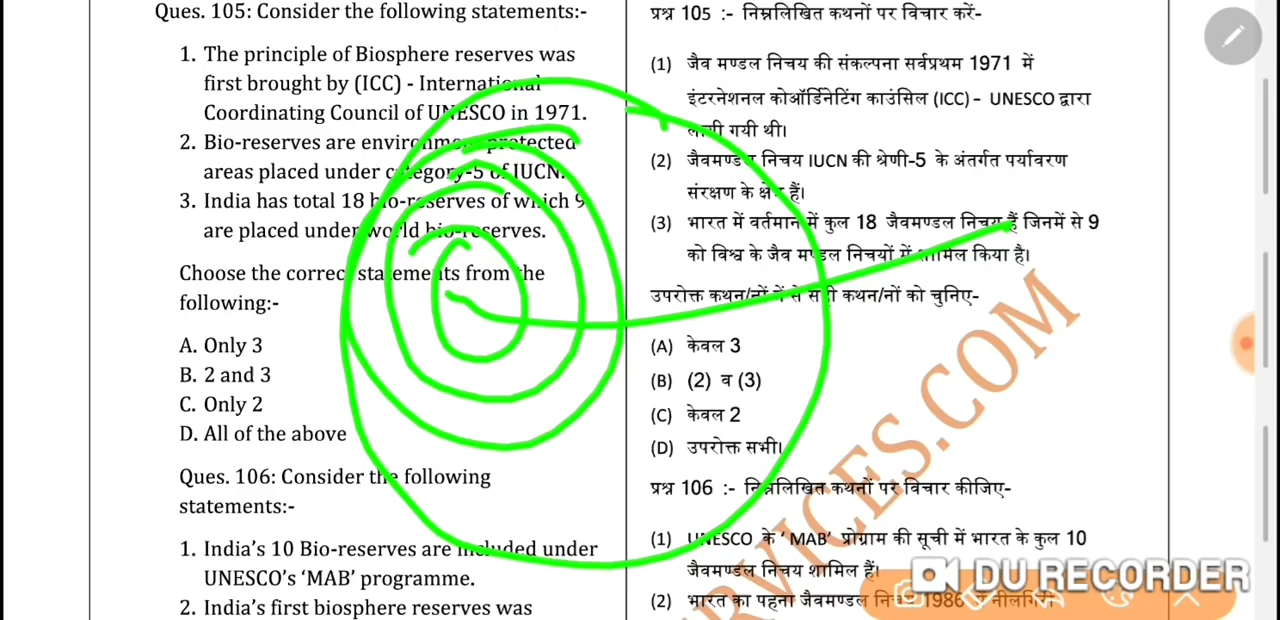 Ques. 105: Consider the following statements:-
1. The principle of Biosphere reserves was
first brought by (ICC) - International
Coordinating Council of UNESCO in 1971.
2. Bio-reserves are environment protected
areas placed under category-5 of IUCN.
3. India has total 18 bio-reserves of which 9
are placed under world bio-reserves.
Choose the correct statements from the
following:-
A. Only 3
B. 2 and 3
C. Only 2
D. All of the above
Ques. 106: Consider the following
statements:-
1. India's 10 Bio-reserves are included under
UNESCO's 'MAB' programme.
2. India's first biosphere reserves was
प्रश्न 105 :- निम्नलिखित कथनों पर विचार करें-
(1) जैव मण्डल निचय की संकल्पना सर्वप्रथम 1971 में
इंटरनेशनल कोऑर्डिनेटिंग काउंसिल (ICC) - UNESCO द्वारा
लायी गयी थी।
(2) जैवमण्डल निचय IUCN की श्रेणी-5 के अंतर्गत पर्यावरण
संरक्षण के क्षेत्र हैं।
(3) भारत में वर्तमान में कुल 18 जैवमण्डल निचय हैं जिनमें से 9
को विश्व के जैव मण्डल निचयों में शामिल किया है।
उपरोक्त कथन/नों में से सही कथन/नों को चुनिए-
(A) केवल 3
(B) (2) व (3)
(C) केवल 2
(D) उपरोक्त सभी।
प्रश्न 106 :- निम्नलिखित कथनों पर विचार कीजिए-
(1) UNESCO के 'MAB' प्रोग्राम की सूची में भारत के कुल 10
जैवमण्डल निचय शामिल हैं।
(2) भारत का पहला जैवमण्डल निचय 1986 में नीलगिरी
RVICES.COM
DU RECORDER